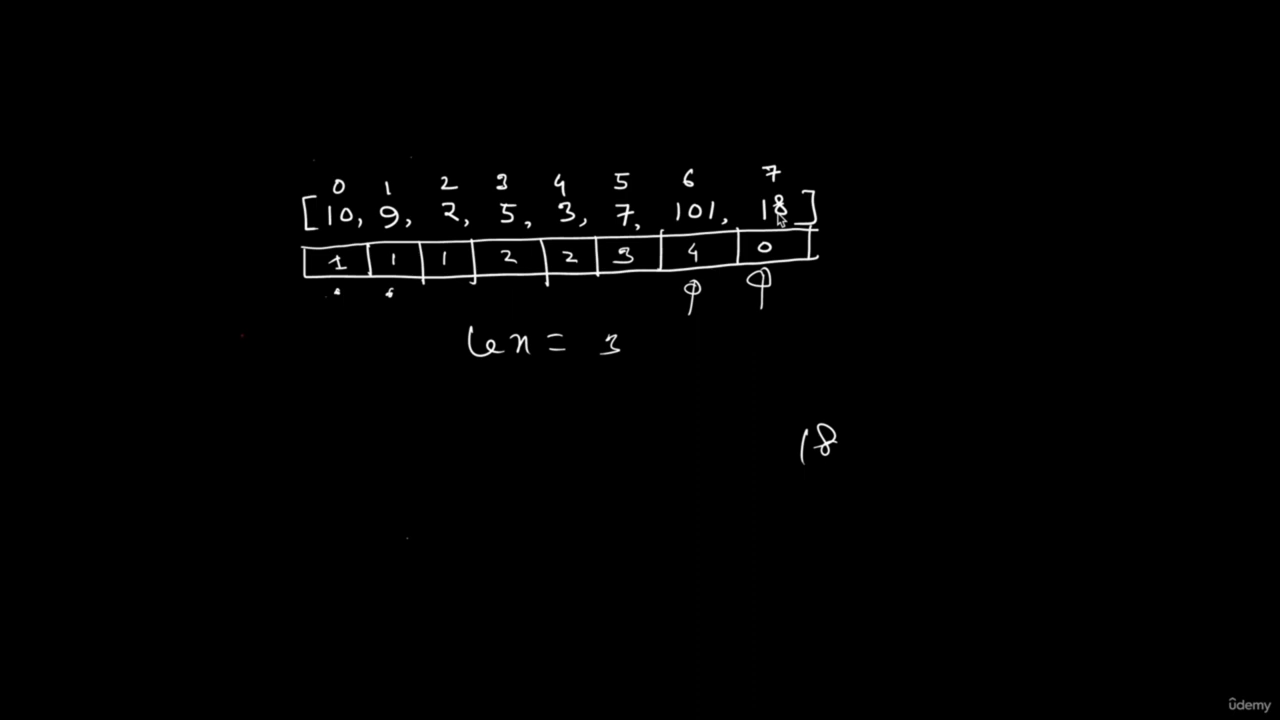 0 1 2 3 4 5 6 7
[10, 9, 2, 5, 3, 7, 101, 18]
1 1 1 2 2 3 4 0
len = 3
18
ûdemy